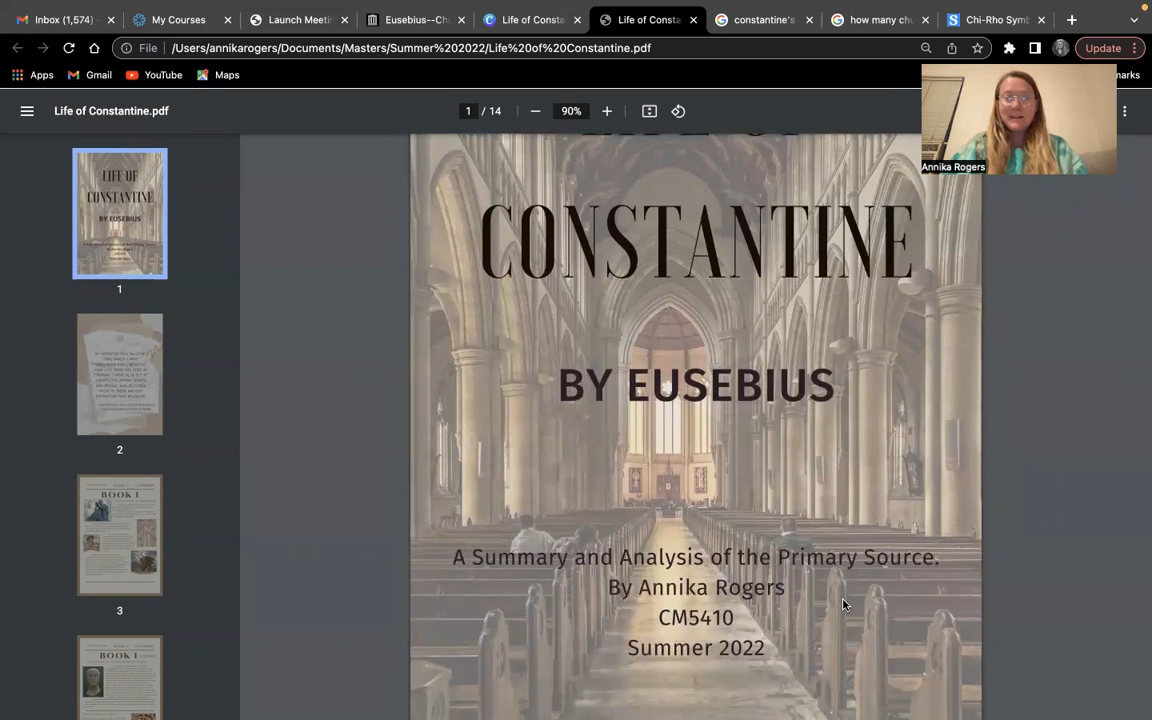 Inbox (1,574)
My Courses
Launch Meeti
Eusebius--Chu
Life of Consta
Life of Consta
constantine's
how many chu
Chi-Rho Symb
File
/Users/annikarogers/Documents/Masters/Summer%202022/Life%20of%20Constantine.pdf
Update
Apps
Gmail
YouTube
Maps
marks
Life of Constantine.pdf
1 / 14
90%
Annika Rogers
LIFE OF
CONSTANTINE
BY EUSEBIUS
1
2
BOOK I
3
BOOK I
CONSTANTINE
BY EUSEBIUS
A Summary and Analysis of the Primary Source.
By Annika Rogers
CM5410
Summer 2022